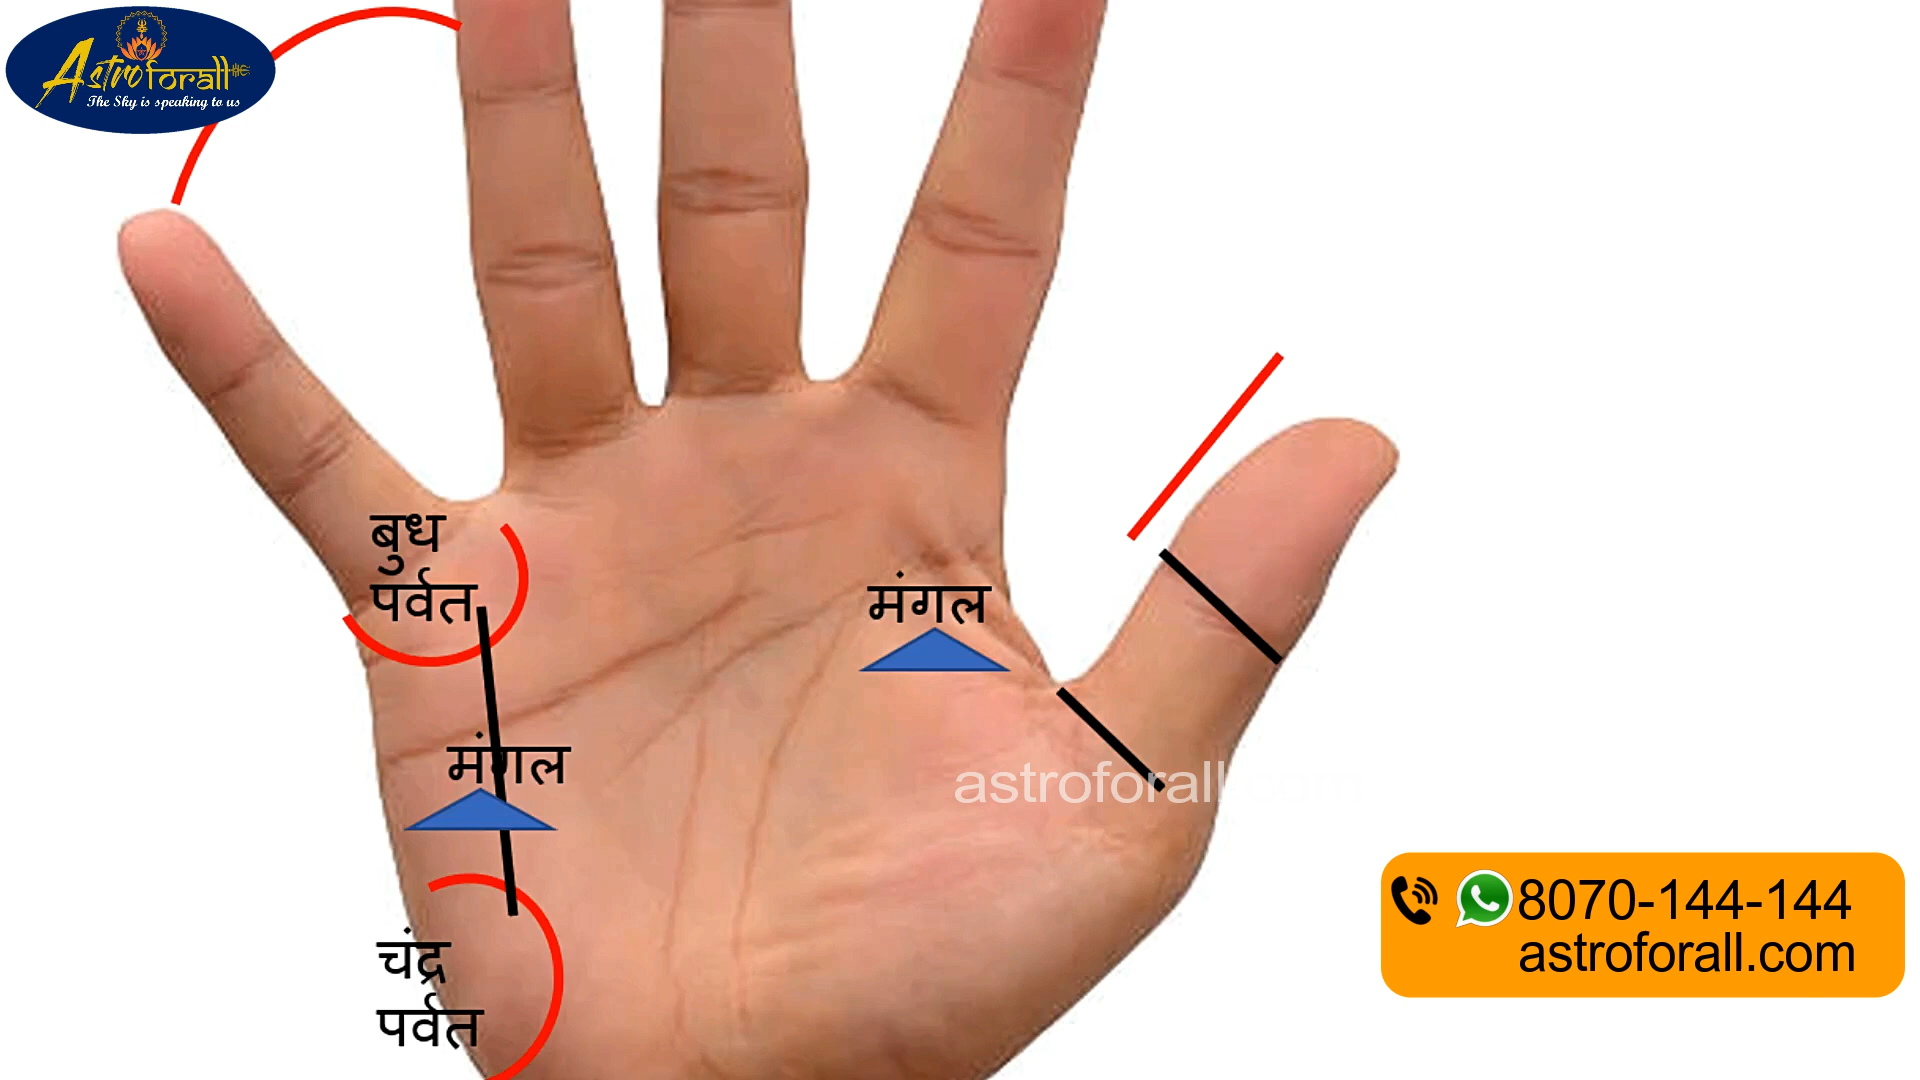 Astroforall
The Sky is speaking to us
बुध
पर्वत
मंगल
मंगल
astroforall.com
चंद्र
पर्वत
8070-144-144
astroforall.com